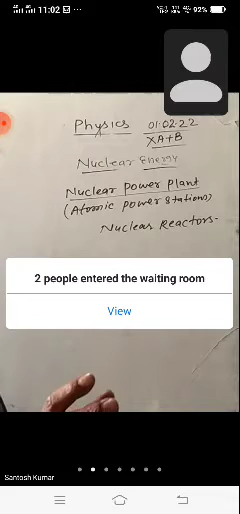 11:02
92%
Physics 01.02.22
XA+B
Nuclear Energy
Nuclear Power Plant
(Atomic Power Stations)
Nuclear Reactors-
2 people entered the waiting room
View
Santosh Kumar